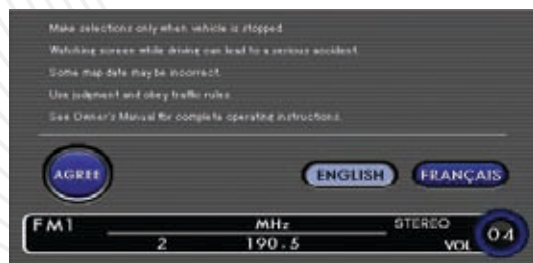 Make selections only when vehicle is stopped.
Watching screen while driving can lead to a serious accident.
Some map date may be incorrect.
Use judgment and obey traffic rules.
See Owner's Manual for complete operating instructions.
AGREE ENGLISH FRANÇAIS
FM1 MHz STEREO
2 190.5 VOL 04